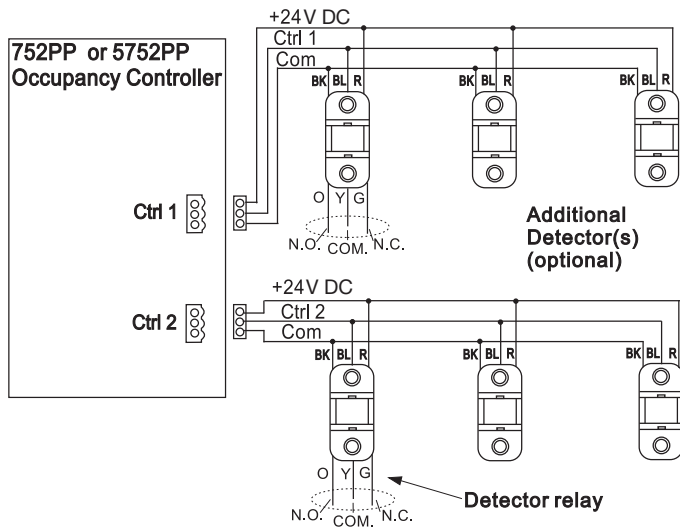 +24V DC
Ctrl 1
Com
752PP or 5752PP
Occupancy Controller
BK BL R
BK BL R
BK BL R
O Y G
N.O. COM. N.C.
Ctrl 1
Additional
Detector(s)
(optional)
+24V DC
Ctrl 2
Com
Ctrl 2
BK BL R
BK BL R
BK BL R
O Y G
N.O. COM. N.C.
Detector relay